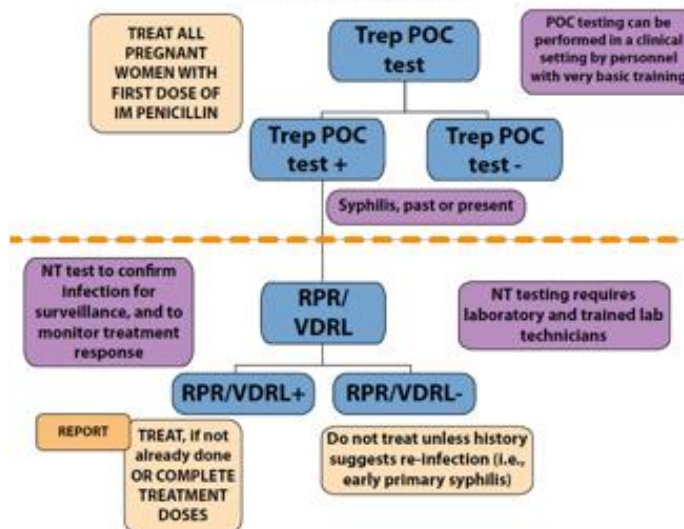 TREAT ALL
PREGNANT
WOMEN WITH
FIRST DOSE OF
IM PENICILLIN
Trep POC
test
POC testing can be
performed in a clinical
setting by personnel
with very basic training
Trep POC
test +
Trep POC
test -
Syphilis, past or present
NT test to confirm
infection for
surveillance, and to
monitor treatment
response
RPR/
VDRL
NT testing requires
laboratory and trained lab
technicians
RPR/VDRL+
RPR/VDRL-
REPORT
TREAT, if not
already done
OR COMPLETE
TREATMENT
DOSES
Do not treat unless history
suggests re-infection (i.e.,
early primary syphilis)